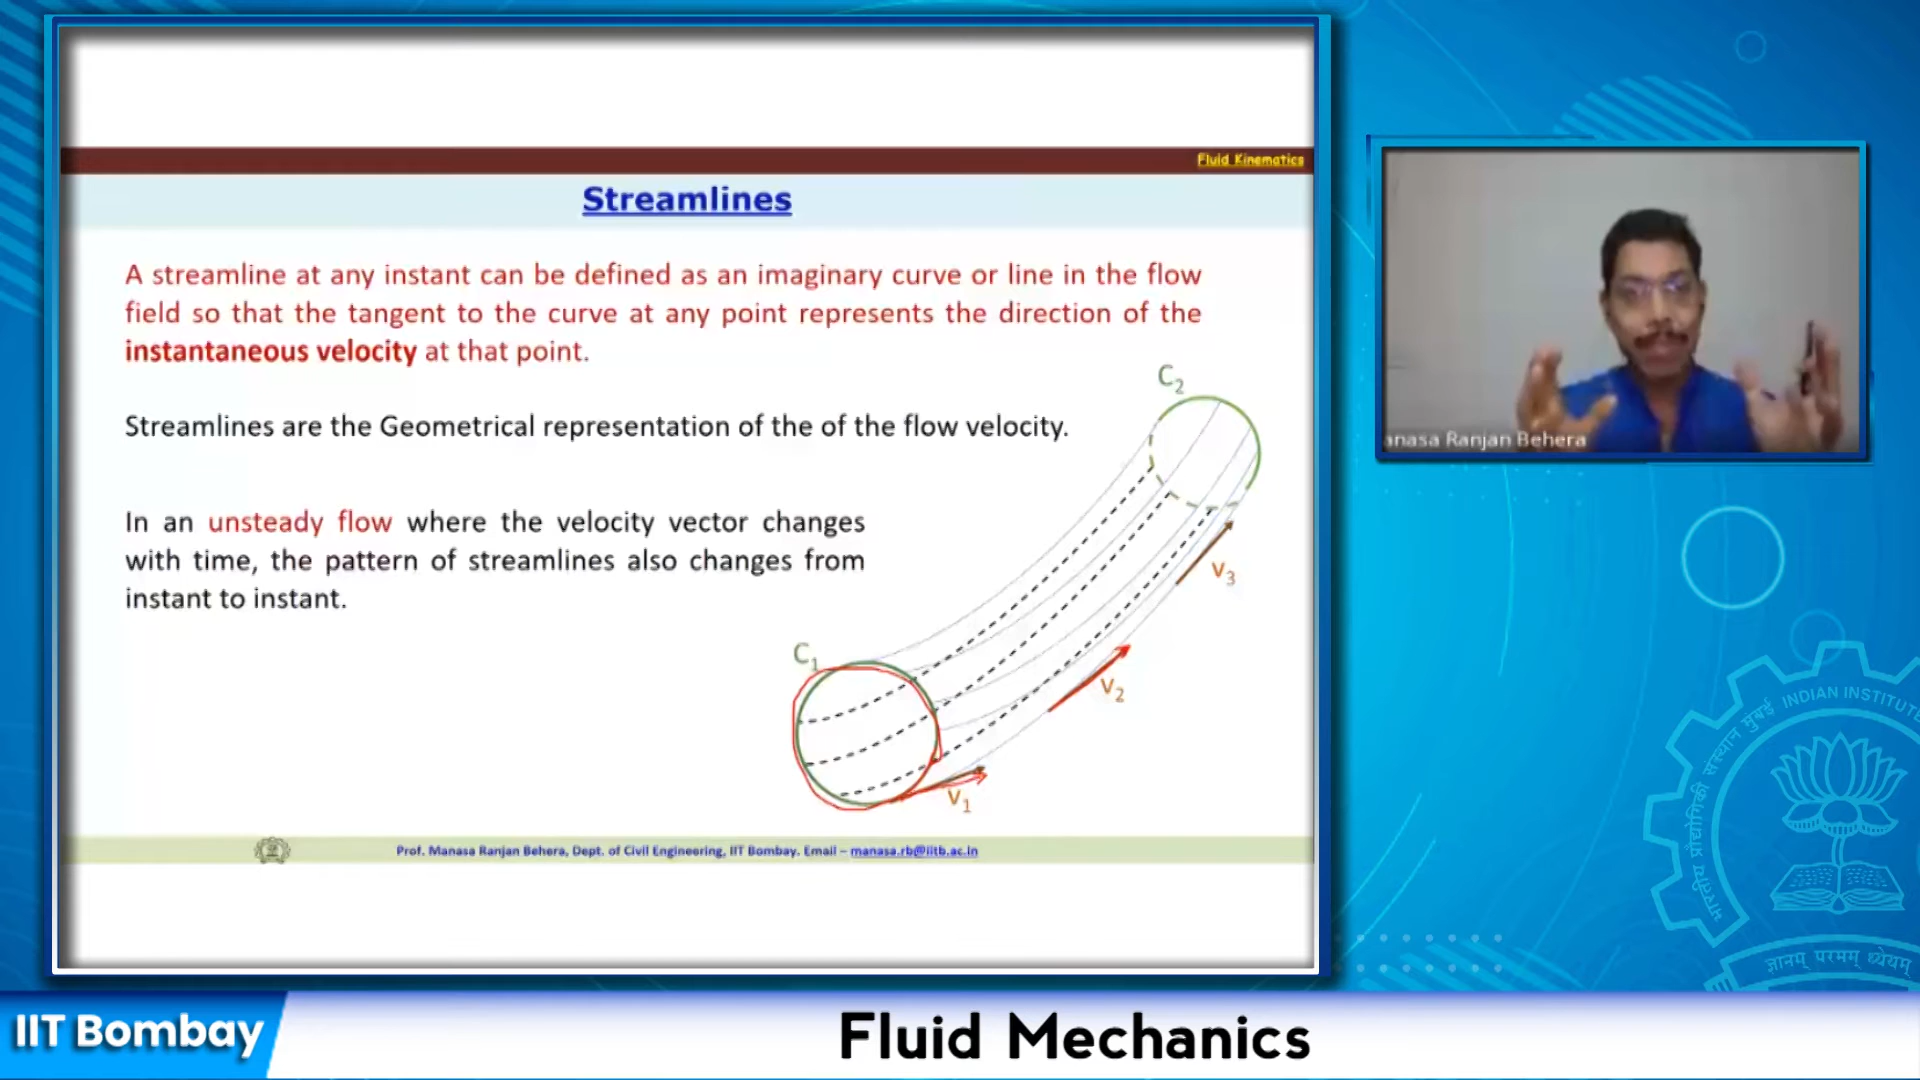 Fluid Kinematics
Streamlines
A streamline at any instant can be defined as an imaginary curve or line in the flow
field so that the tangent to the curve at any point represents the direction of the
instantaneous velocity at that point.
C2
Streamlines are the Geometrical representation of the of the flow velocity.
In an unsteady flow where the velocity vector changes
with time, the pattern of streamlines also changes from
instant to instant.
V3
C1
V2
V1
Prof. Manasa Ranjan Behera, Dept. of Civil Engineering, IIT Bombay. Email – manasa.rb@iitb.ac.in
anasa Ranjan Behera
भारतीय प्रौद्योगिकी संस्थान मुंबई INDIAN INSTITUTE
ज्ञानम् परमम् ध्येयम्
IIT Bombay
Fluid Mechanics